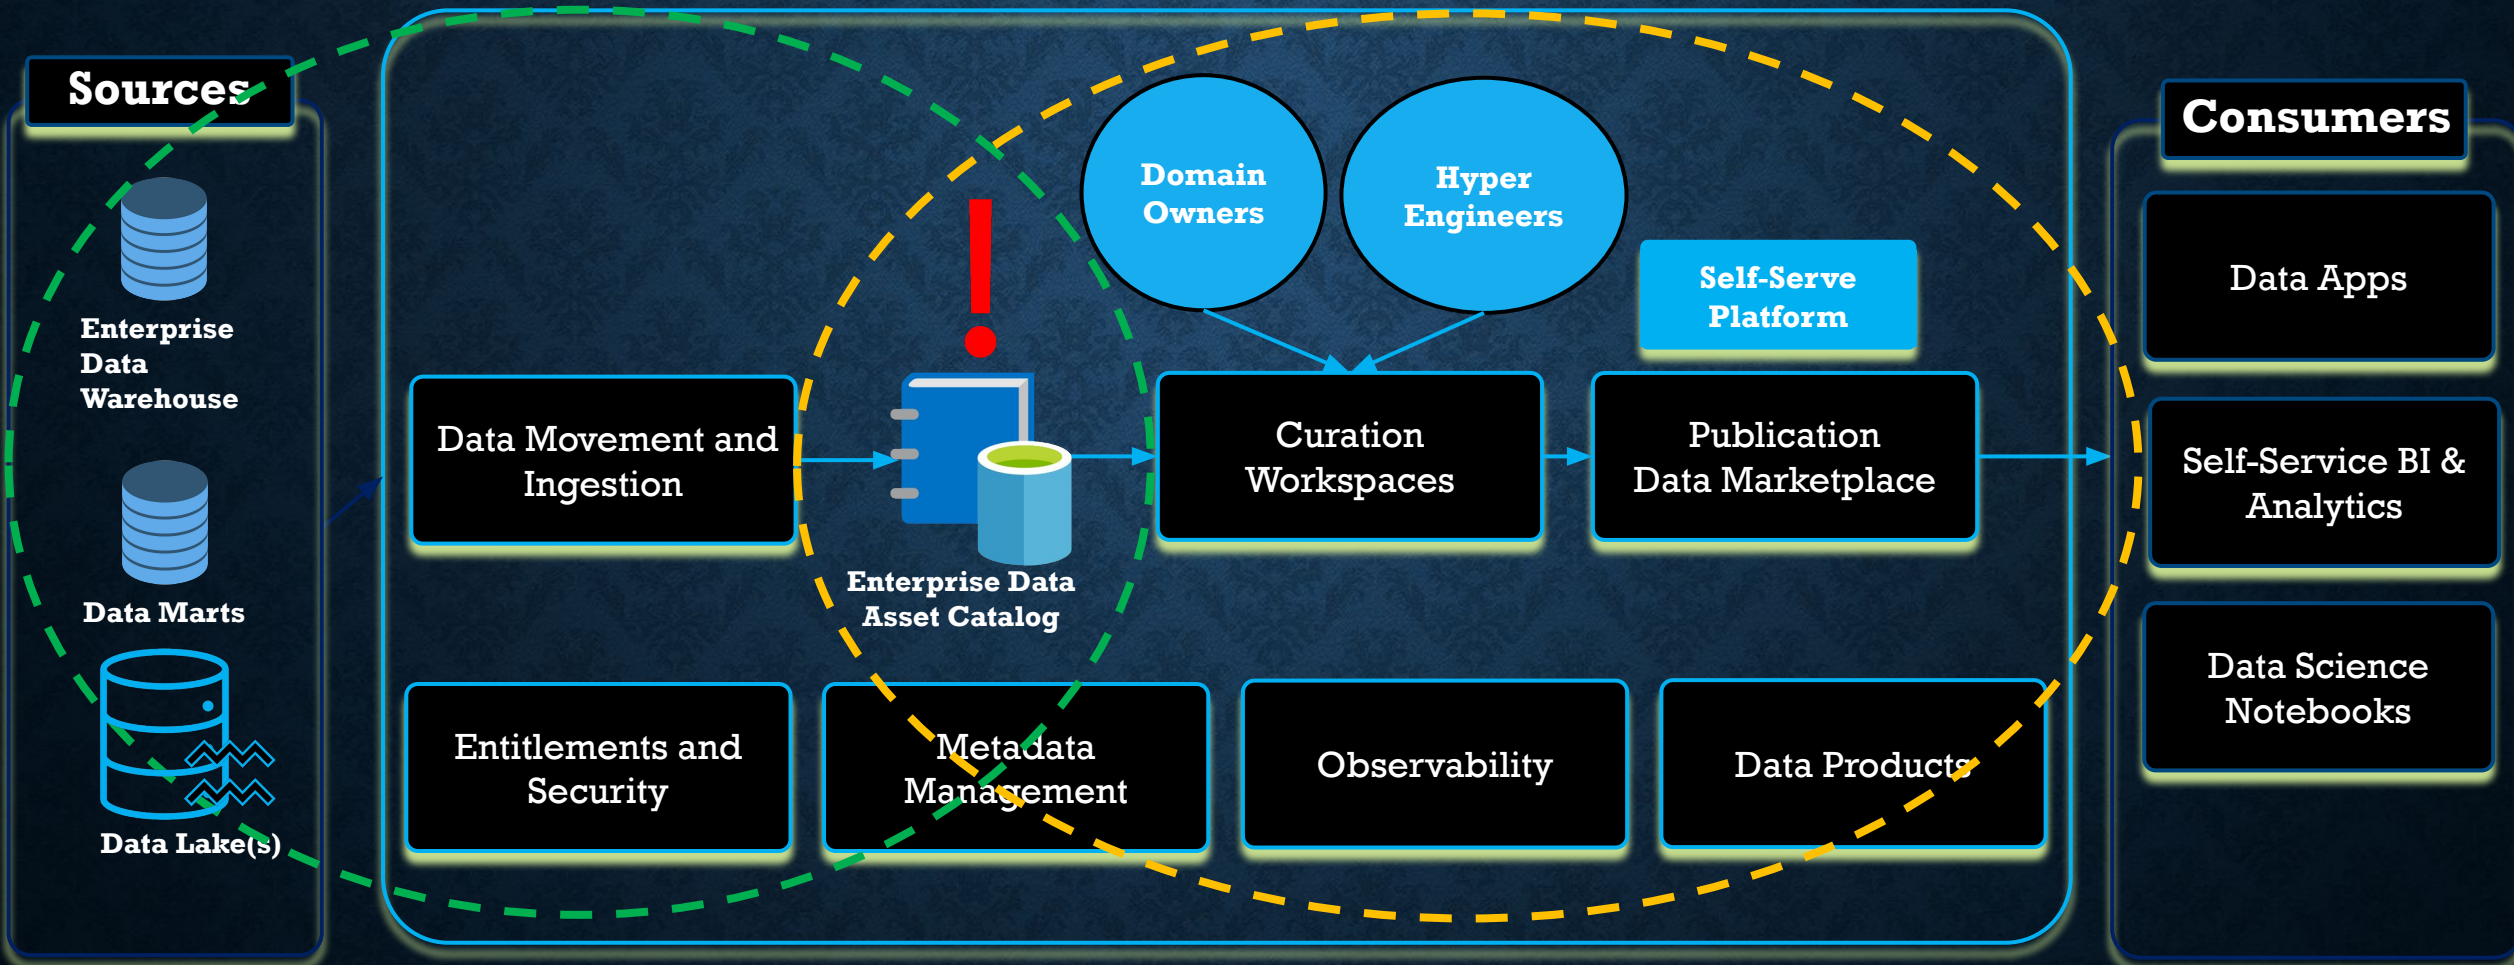 Sources
Enterprise
Data
Warehouse
Data Marts
Data Lake(s)
Domain
Owners
Hyper
Engineers
Self-Serve
Platform
Data Movement and
Ingestion
Enterprise Data
Asset Catalog
Curation
Workspaces
Publication
Data Marketplace
Entitlements and
Security
Metadata
Management
Observability
Data Products
Consumers
Data Apps
Self-Service BI &
Analytics
Data Science
Notebooks